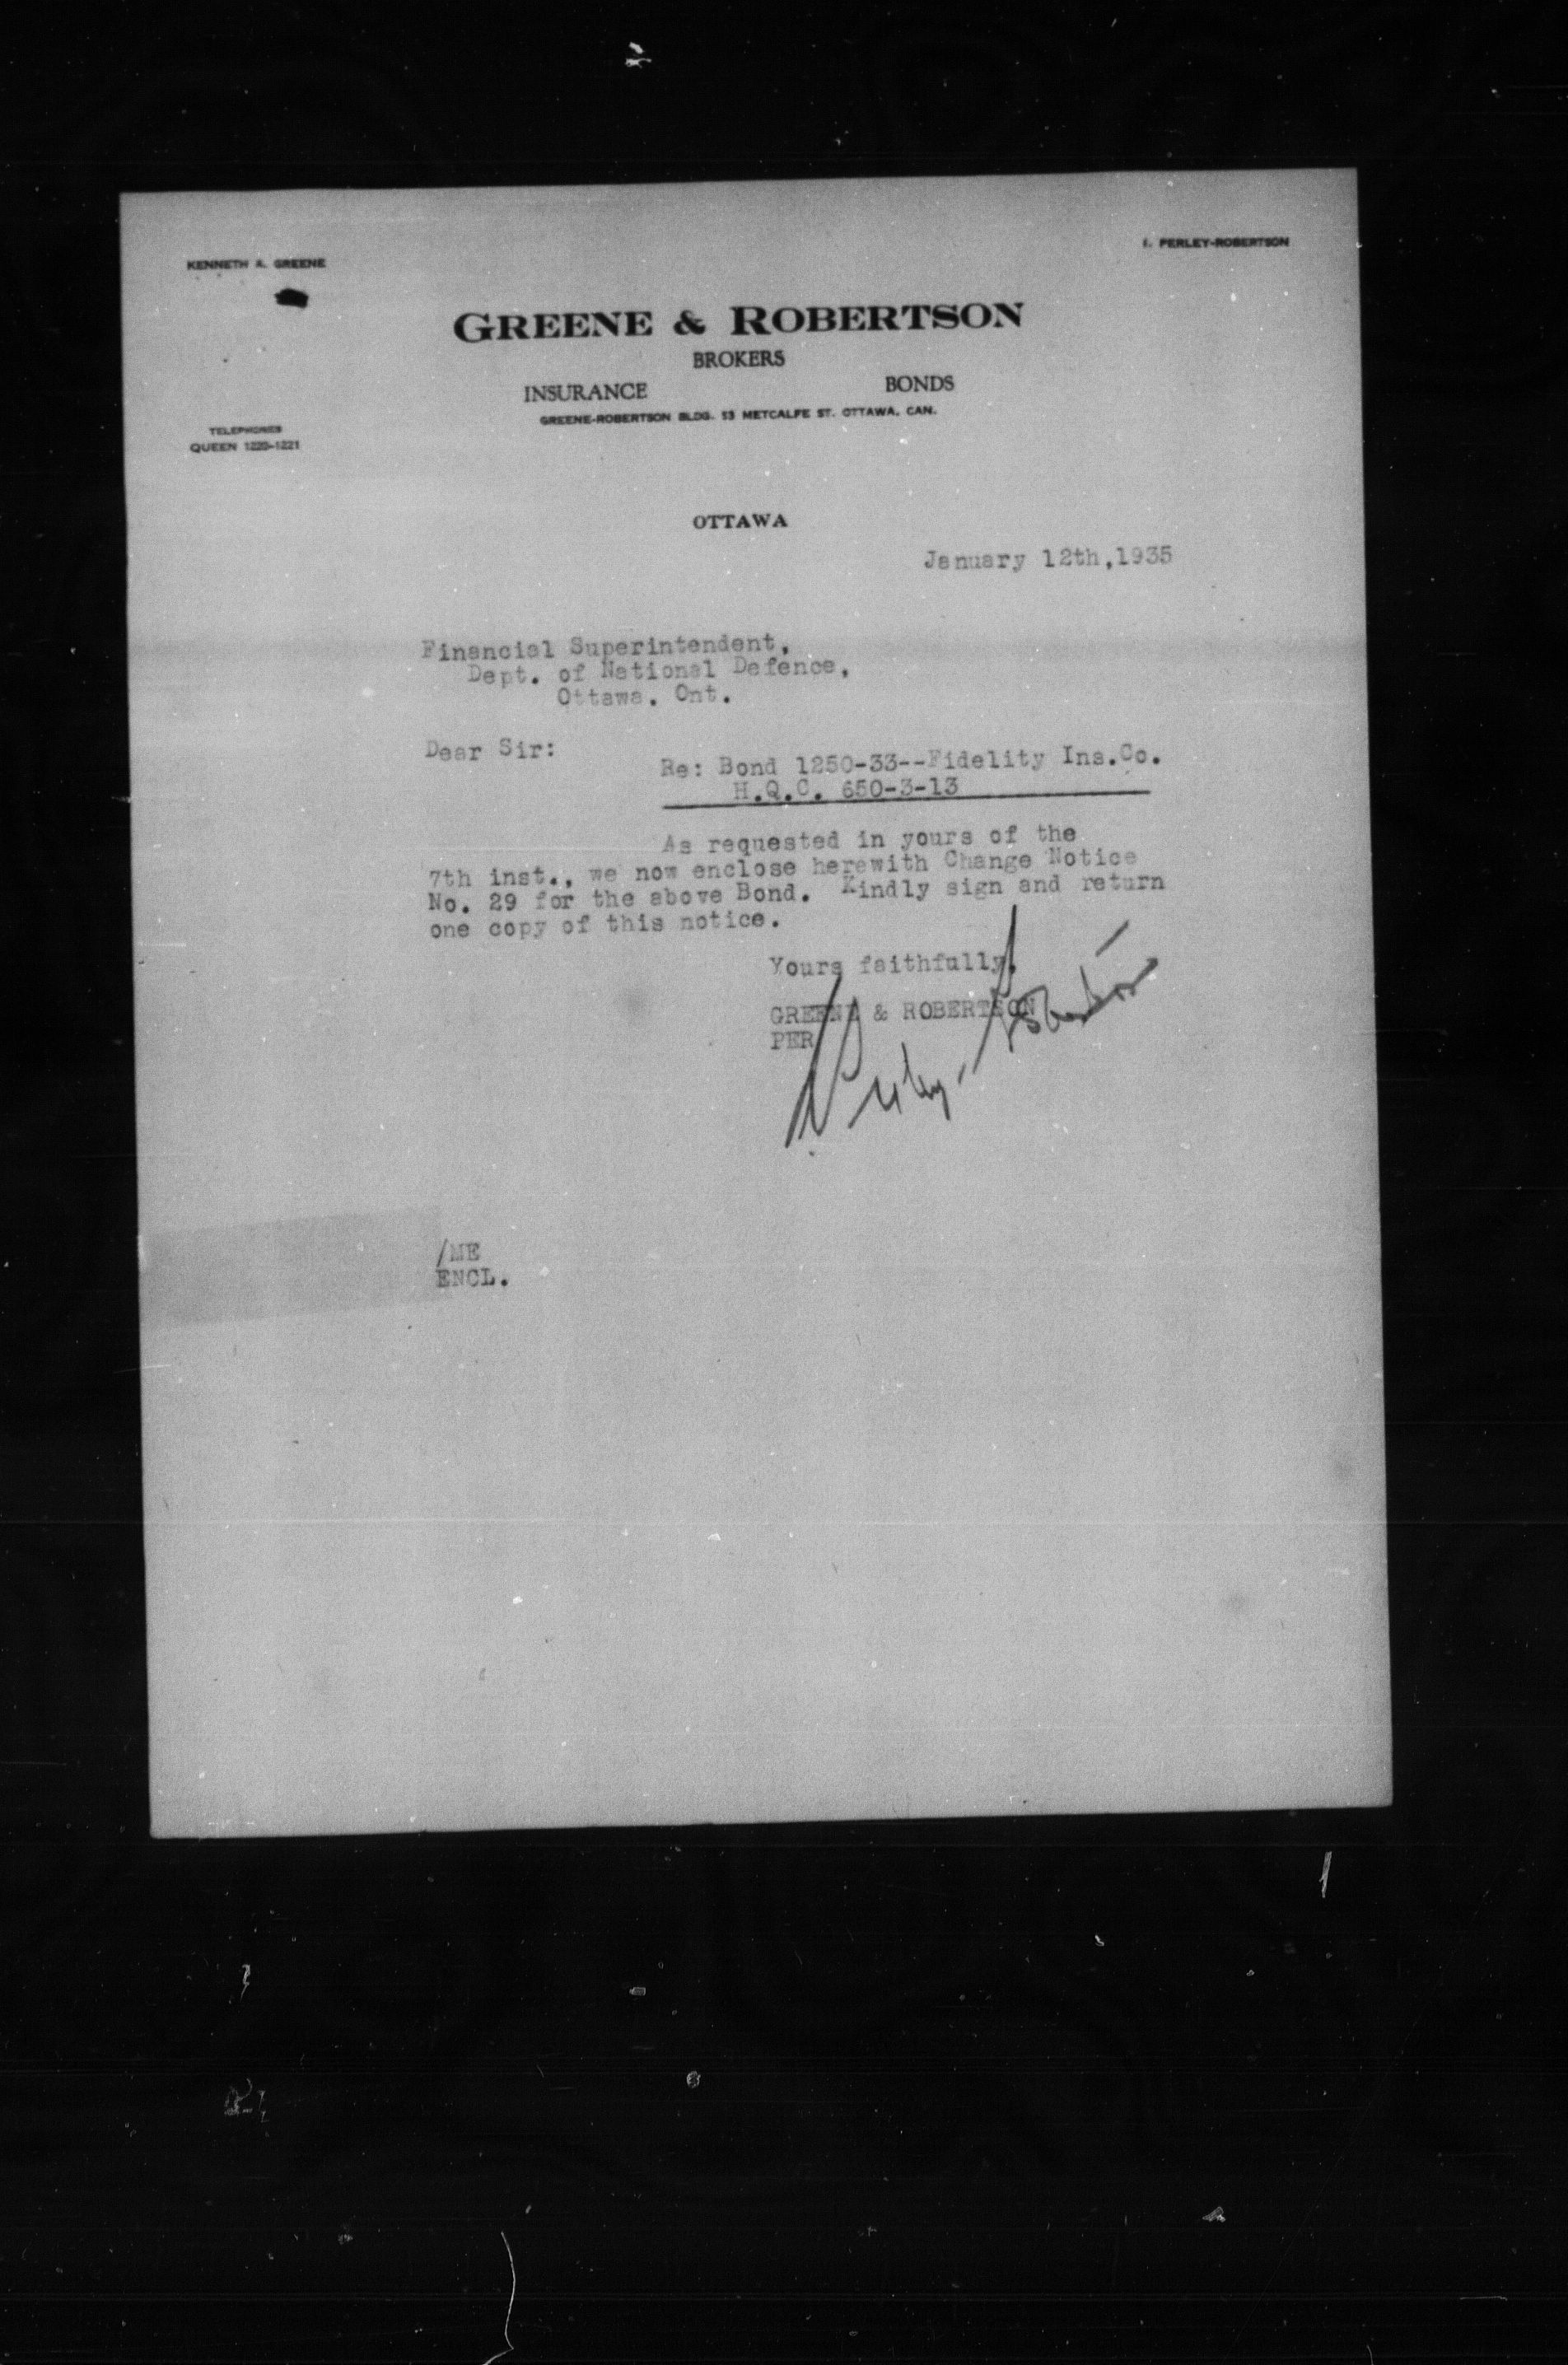 KENNETH A. GREENE
I. PERLEY-ROBERTSON
GREENE & ROBERTSON
BROKERS
INSURANCE BONDS
GREENE-ROBERTSON BLDG. 53 METCALFE ST. OTTAWA, CAN.
TELEPHONES
QUEEN 1220-1221
OTTAWA
January 12th,1935
Financial Superintendent,
Dept. of National Defence,
Ottawa. Ont.
Dear Sir:
Re: Bond 1250-33--Fidelity Ins.Co.
H.Q.C. 650-3-13
As requested in yours of the
7th inst., we now enclose herewith Change Notice
No. 29 for the above Bond. Kindly sign and return
one copy of this notice.
Yours faithfully,
GREENE & ROBERTSON
PER
Perley-Robertson
/ME
ENCL.